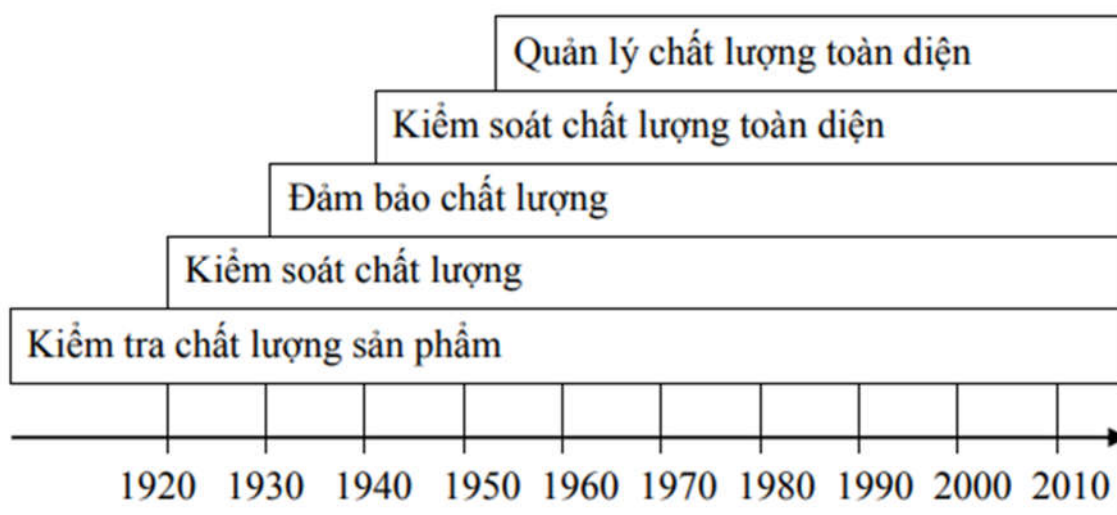 Quản lý chất lượng toàn diện
Kiểm soát chất lượng toàn diện
Đảm bảo chất lượng
Kiểm soát chất lượng
Kiểm tra chất lượng sản phẩm
1920 1930 1940 1950 1960 1970 1980 1990 2000 2010